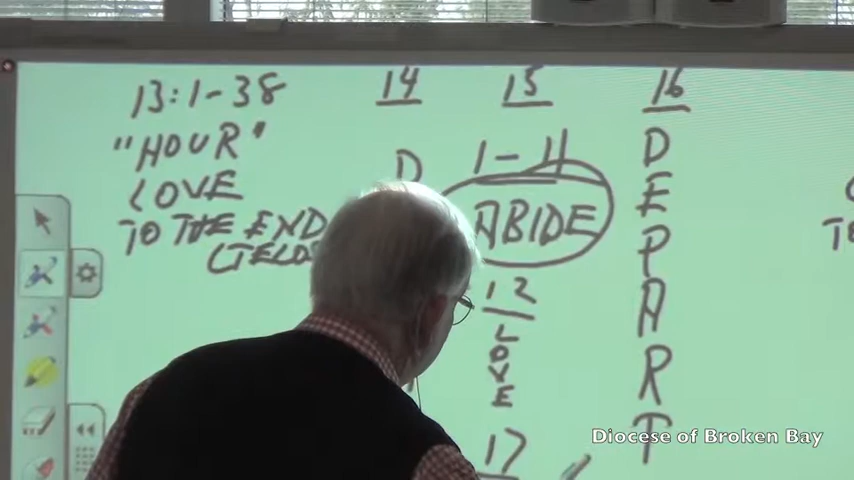 13:1-38
"HOUR"
LOVE
TO THE END
14
D
15
1-11
ABIDE
12
LOVE
17
16
DEPART
TO
Diocese of Broken Bay